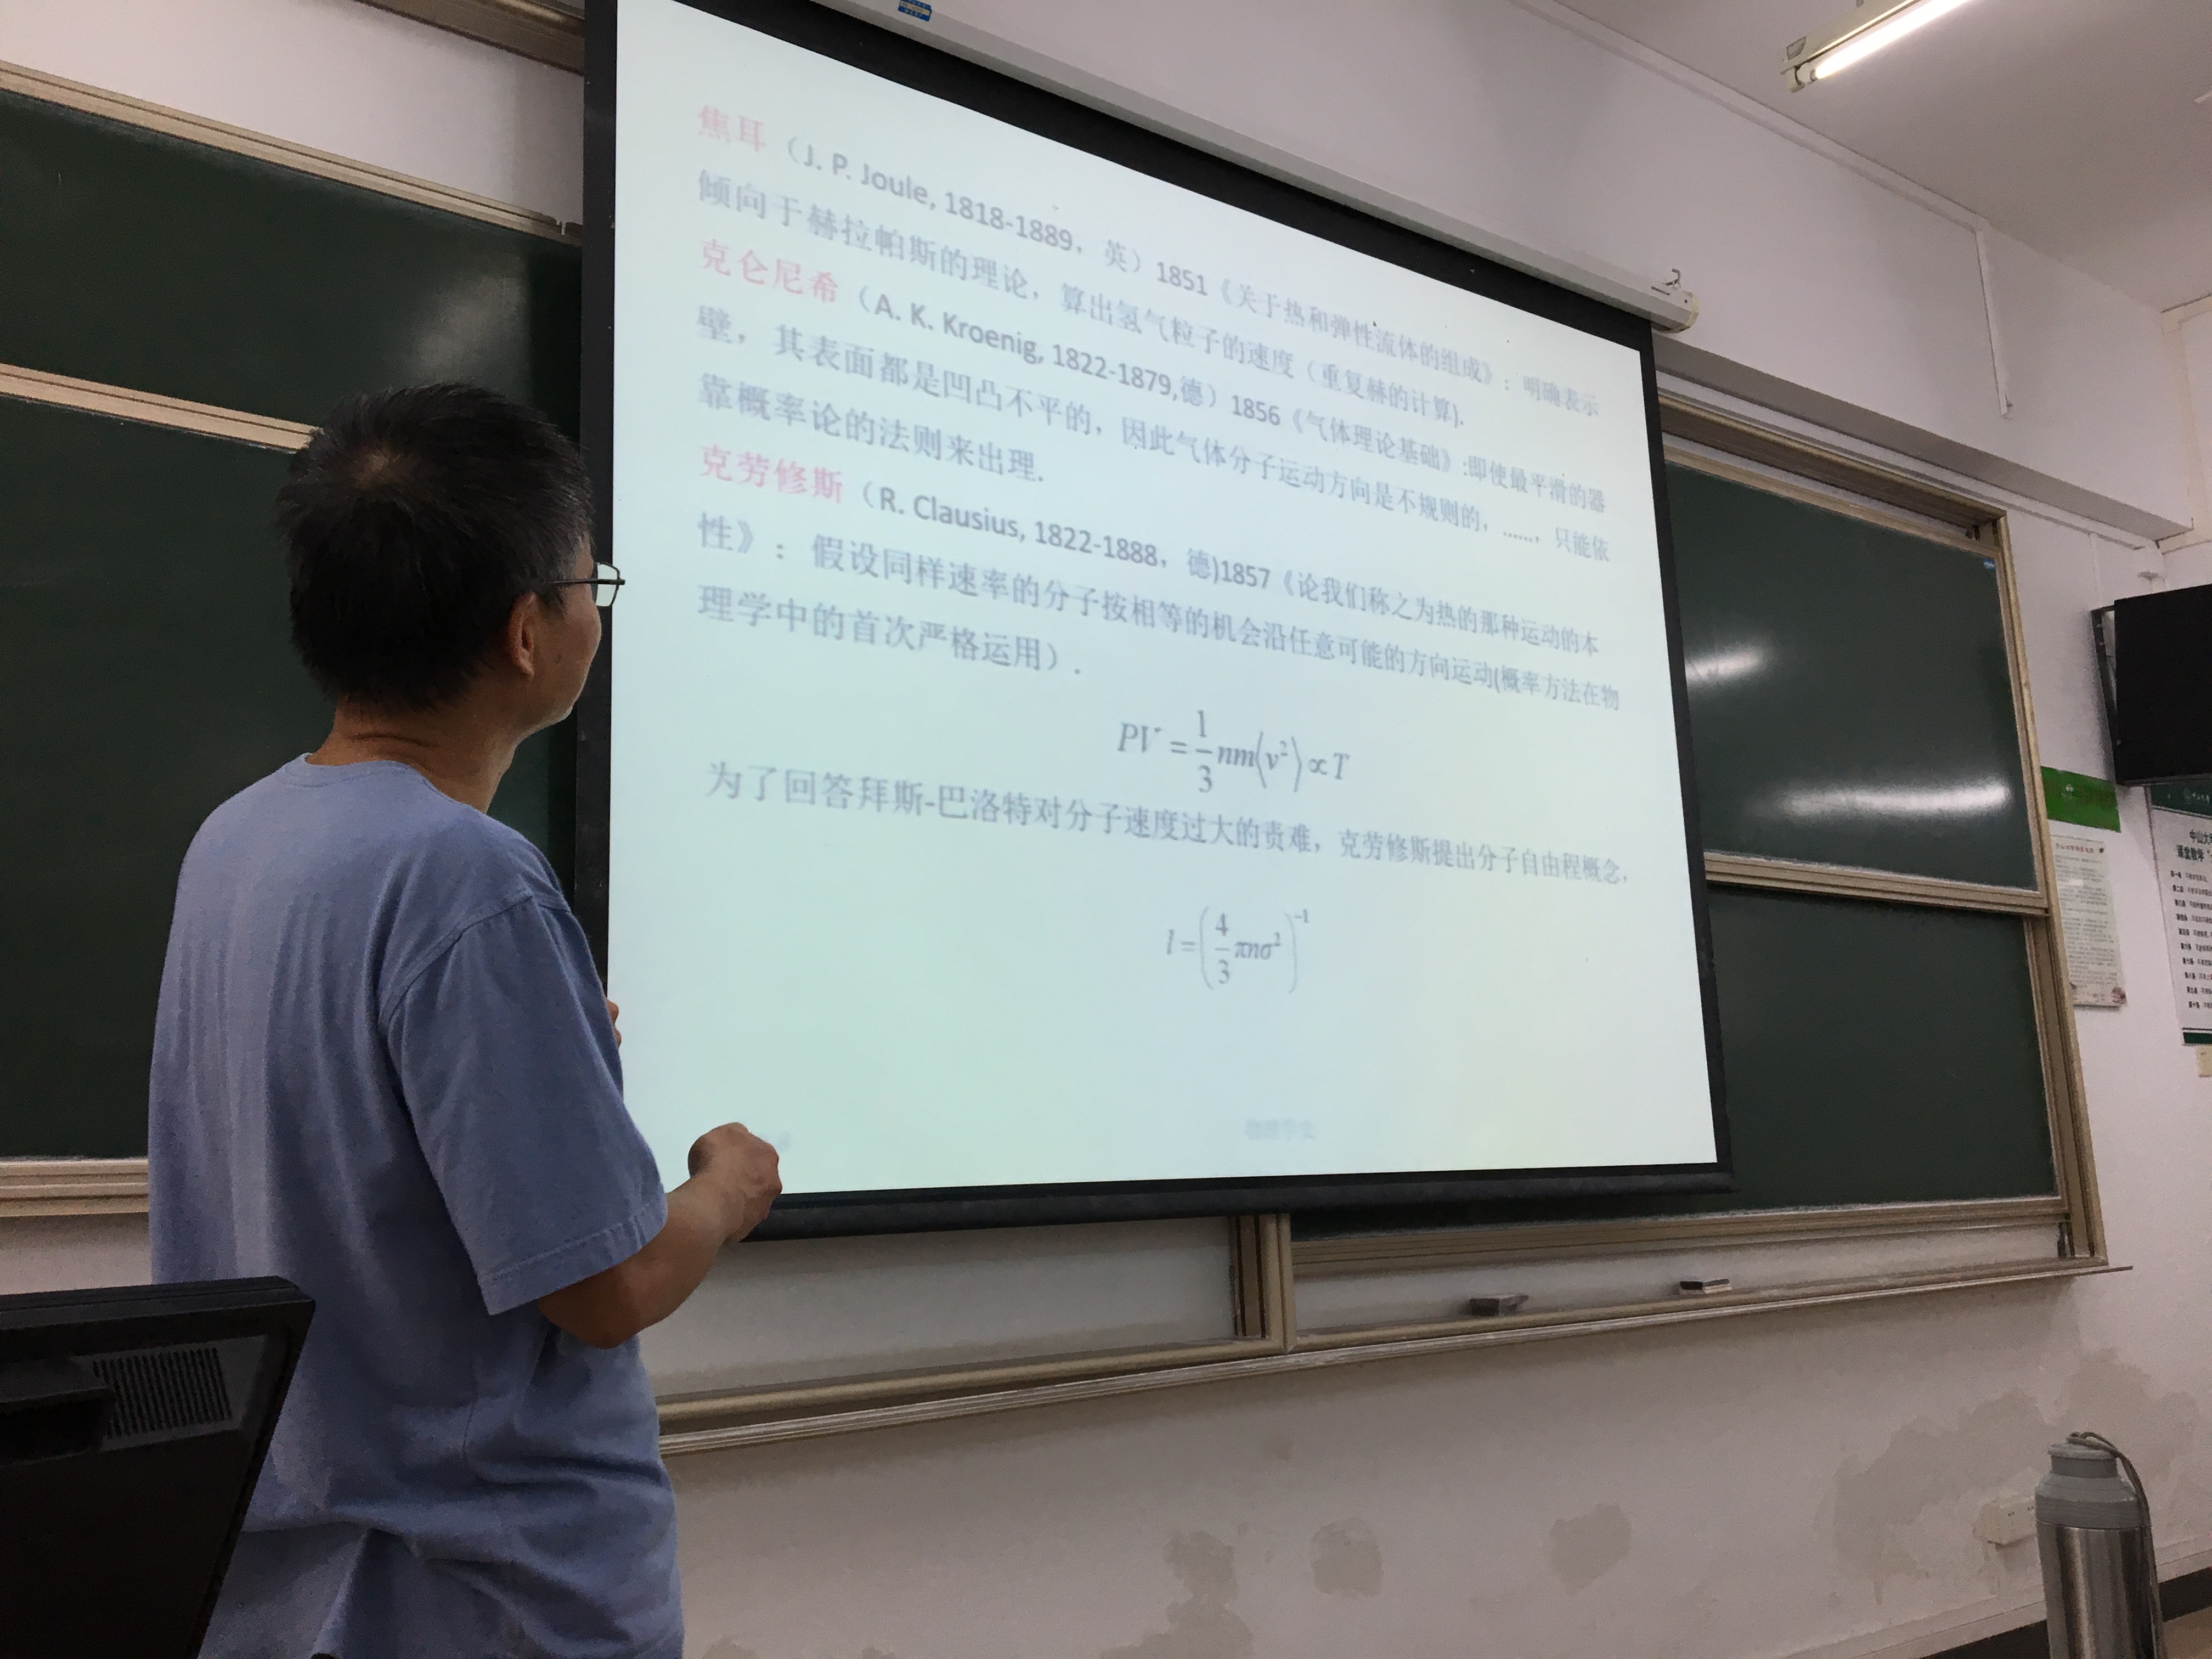 焦耳（J. P. Joule, 1818-1889，英）1851《关于热和弹性流体的组成》：明确表示
倾向于赫拉帕斯的理论，算出氢气粒子的速度（重复赫的计算).
克仑尼希（A. K. Kroenig, 1822-1879,德）1856《气体理论基础》:即使最平滑的器
壁，其表面都是凹凸不平的，因此气体分子运动方向是不规则的，……，只能依
靠概率论的法则来出理.
克劳修斯（R. Clausius, 1822-1888，德)1857《论我们称之为热的那种运动的本
性》：假设同样速率的分子按相等的机会沿任意可能的方向运动(概率方法在物
理学中的首次严格运用）.
PV = 1/3 nm⟨v²⟩ ∝ T
为了回答拜斯-巴洛特对分子速度过大的责难，克劳修斯提出分子自由程概念,
l = (4/3 πnσ²)⁻¹
物理学史
中山大
课堂教学